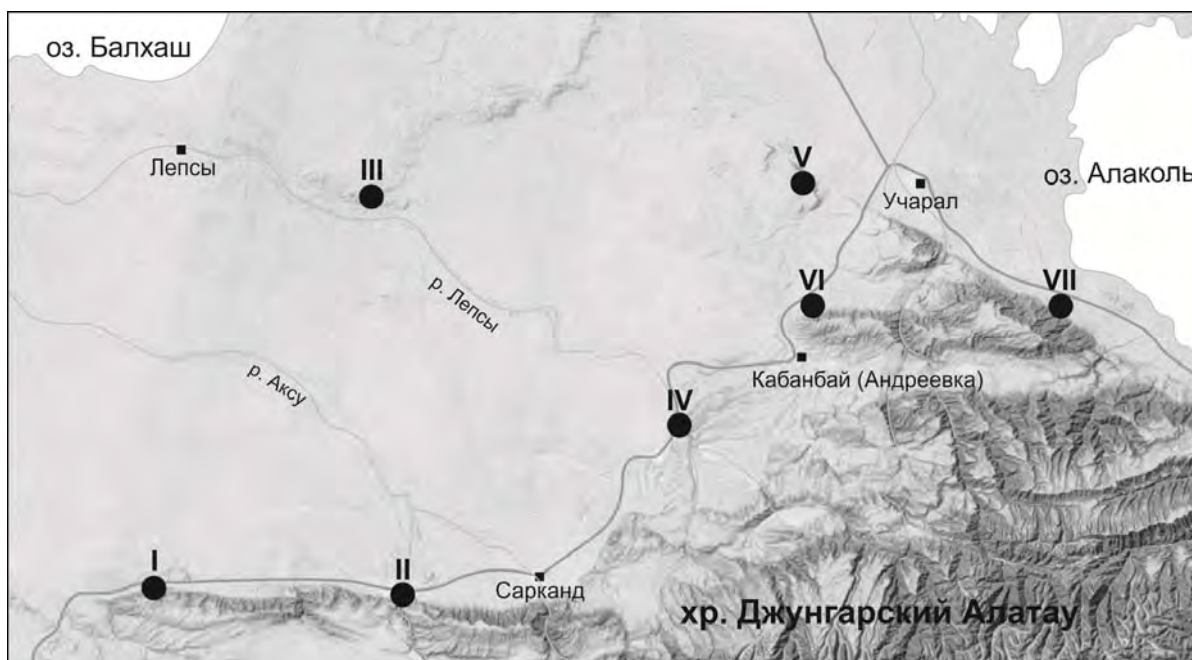 оз. Балхаш
Лепсы
III
V
оз. Алаколь
Учарал
р. Лепсы
VI
VII
Кабанбай (Андреевка)
р. Аксу
IV
I
II
Сарканд
хр. Джунгарский Алатау